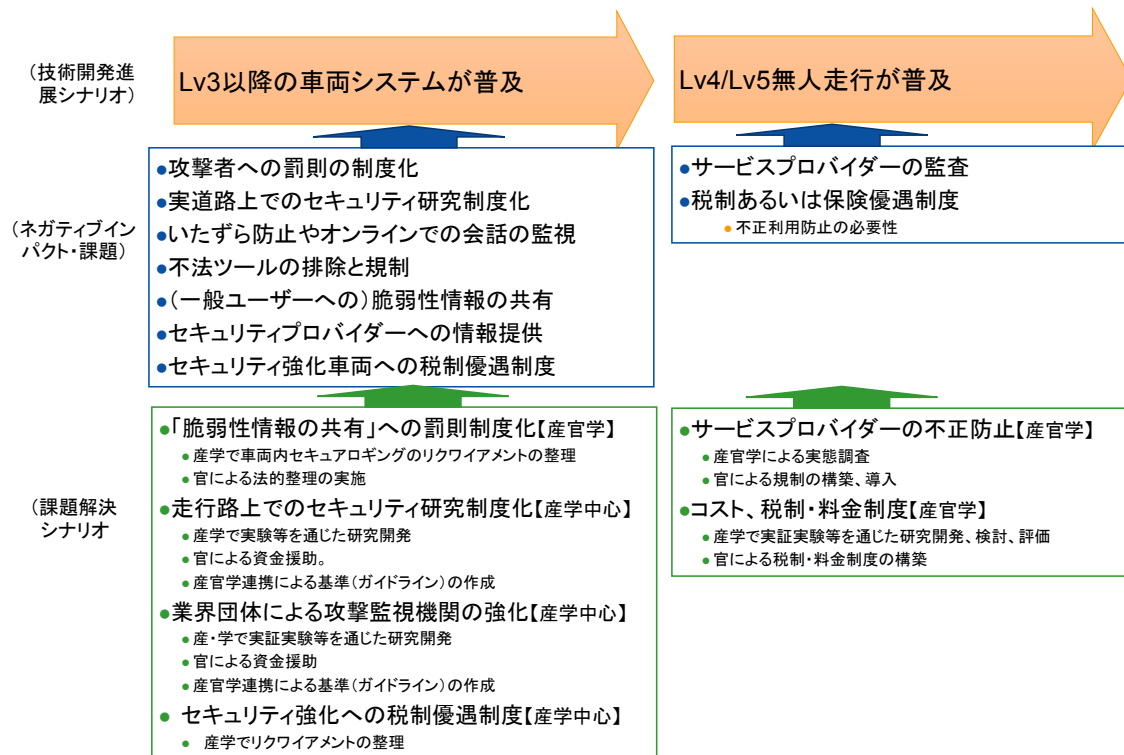 (技術開発進
展シナリオ)
Lv3以降の車両システムが普及
Lv4/Lv5無人走行が普及
(ネガティブイン
パクト・課題)
●攻撃者への罰則の制度化
●実道路上でのセキュリティ研究制度化
●いたずら防止やオンラインでの会話の監視
●不法ツールの排除と規制
●(一般ユーザーへの)脆弱性情報の共有
●セキュリティプロバイダーへの情報提供
●セキュリティ強化車両への税制優遇制度
●サービスプロバイダーの監査
●税制あるいは保険優遇制度
● 不正利用防止の必要性
(課題解決
シナリオ
●「脆弱性情報の共有」への罰則制度化【産官学】
● 産学で車両内セキュアロギングのリクワイアメントの整理
● 官による法的整理の実施
●走行路上でのセキュリティ研究制度化【産学中心】
● 産学で実験等を通じた研究開発
● 官による資金援助。
● 産官学連携による基準(ガイドライン)の作成
●業界団体による攻撃監視機関の強化【産学中心】
● 産・学で実証実験等を通じた研究開発
● 官による資金援助
● 産官学連携による基準(ガイドライン)の作成
● セキュリティ強化への税制優遇制度【産学中心】
● 産学でリクワイアメントの整理
●サービスプロバイダーの不正防止【産官学】
● 産官学による実態調査
● 官による規制の構築、導入
●コスト、税制・料金制度【産官学】
● 産学で実証実験等を通じた研究開発、検討、評価
● 官による税制・料金制度の構築